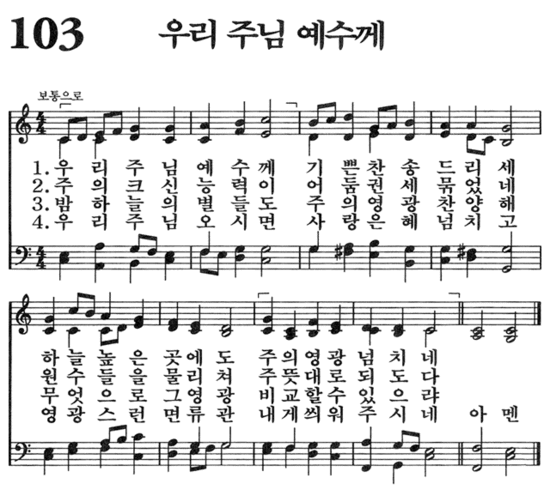 103 우리 주님 예수께
보통으로
1. 우 리 주 님 예 수 께 기 쁜 찬 송 드 리 세
2. 주 의 크 신 능 력 이 어 둠 권 세 묶 었 네
3. 밤 하 늘 의 별 들 도 주 의 영 광 찬 양 해
4. 우 리 주 님 오 시 면 사 랑 은 혜 넘 치 고
하 늘 높 은 곳 에 도 주 의 영 광 넘 치 네
원 수 들 을 물 리 쳐 주 뜻 대 로 되 도 다
무 엇 으 로 그 영 광 비 교 할 수 있 으 랴
영 광 스 런 면 류 관 내 게 씌 워 주 시 네 아 멘